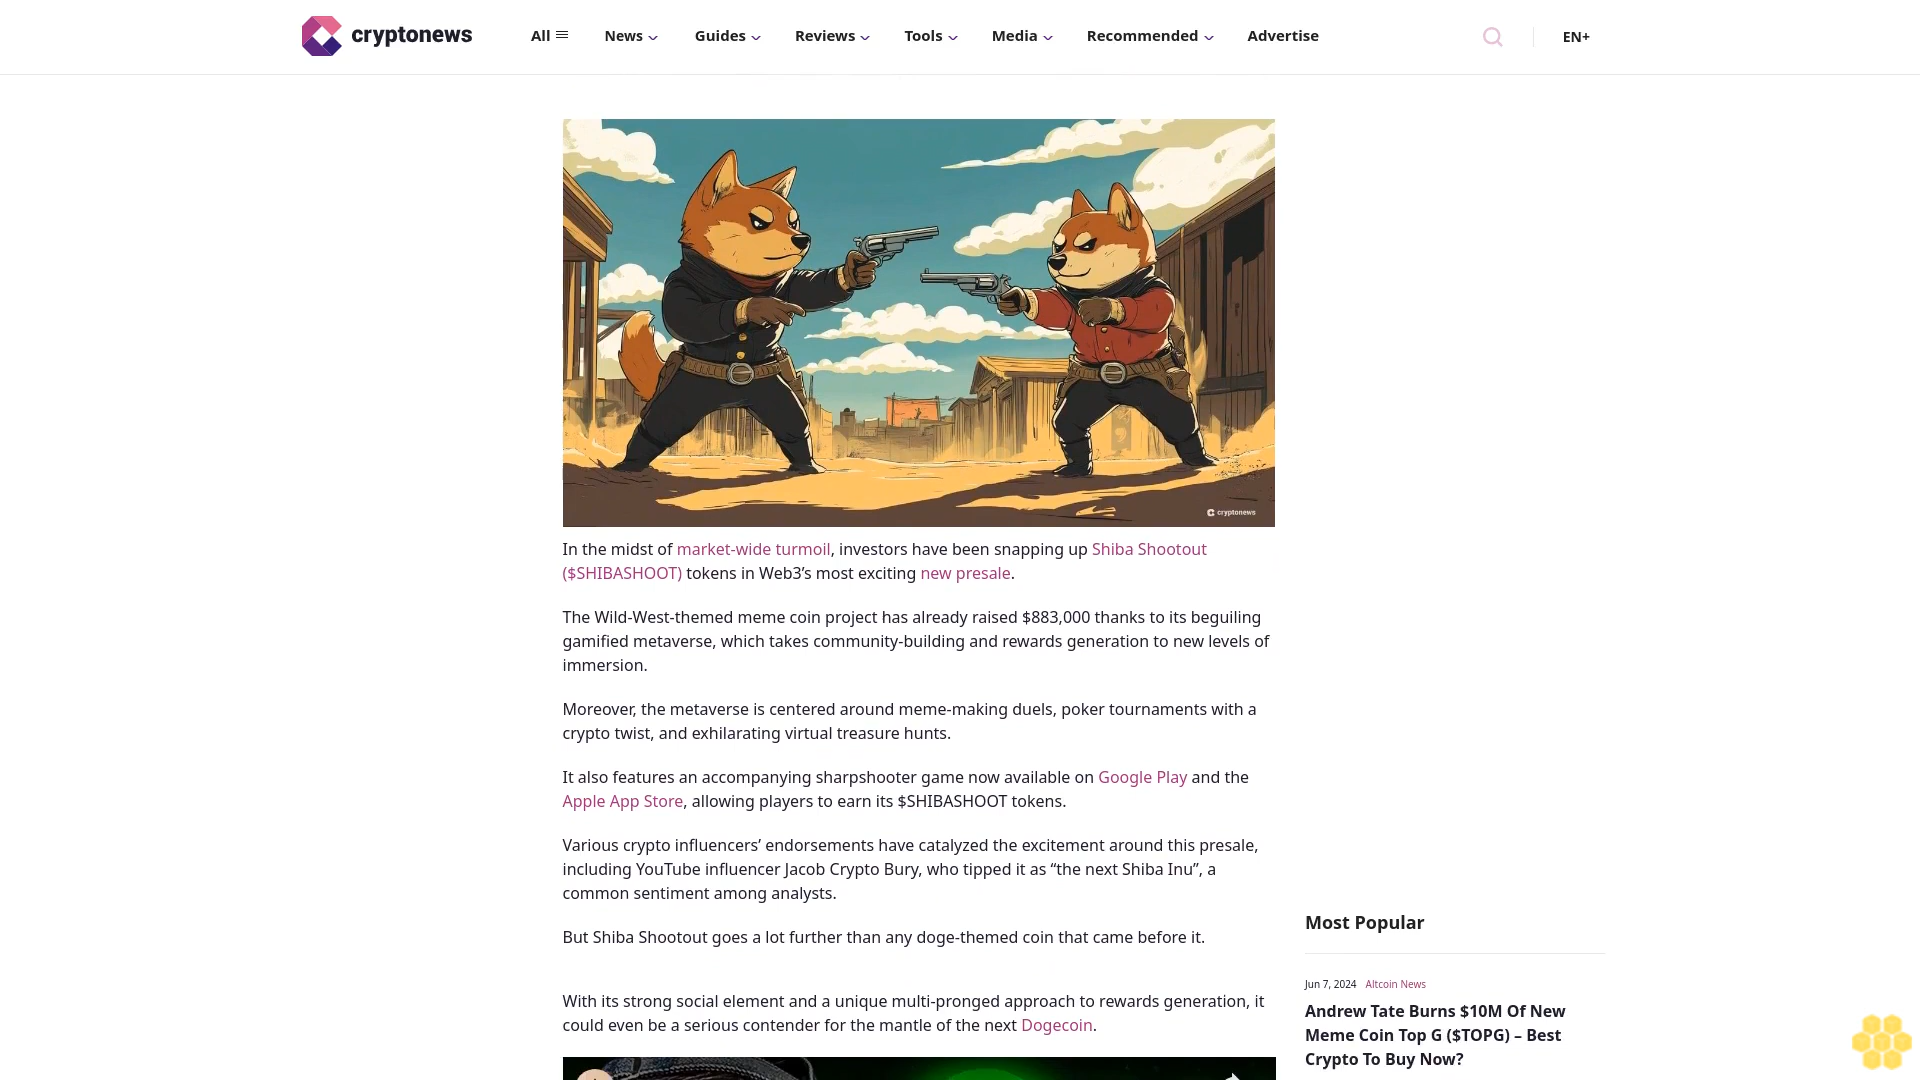 cryptonews
All
News
Guides
Reviews
Tools
Media
Recommended
Advertise
EN+
cryptonews
In the midst of market-wide turmoil, investors have been snapping up Shiba Shootout
($SHIBASHOOT) tokens in Web3’s most exciting new presale.
The Wild-West-themed meme coin project has already raised $883,000 thanks to its beguiling
gamified metaverse, which takes community-building and rewards generation to new levels of
immersion.
Moreover, the metaverse is centered around meme-making duels, poker tournaments with a
crypto twist, and exhilarating virtual treasure hunts.
It also features an accompanying sharpshooter game now available on Google Play and the
Apple App Store, allowing players to earn its $SHIBASHOOT tokens.
Various crypto influencers’ endorsements have catalyzed the excitement around this presale,
including YouTube influencer Jacob Crypto Bury, who tipped it as “the next Shiba Inu”, a
common sentiment among analysts.
But Shiba Shootout goes a lot further than any doge-themed coin that came before it.
With its strong social element and a unique multi-pronged approach to rewards generation, it
could even be a serious contender for the mantle of the next Dogecoin.
Most Popular
Jun 7, 2024 Altcoin News
Andrew Tate Burns $10M Of New
Meme Coin Top G ($TOPG) – Best
Crypto To Buy Now?